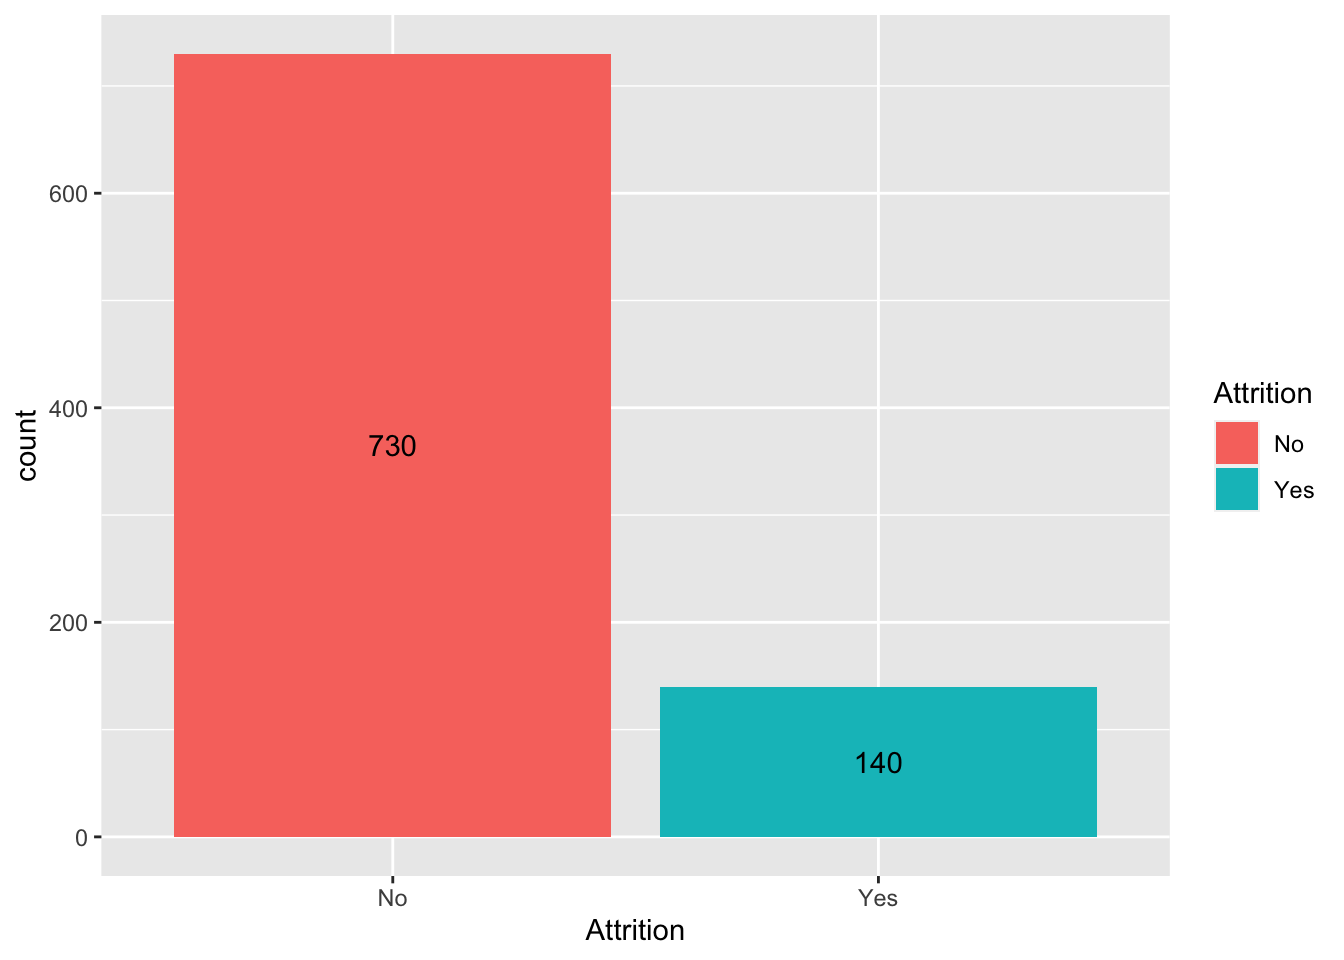 600
400
200
0
count
730
140
No
Yes
Attrition
Attrition
No
Yes